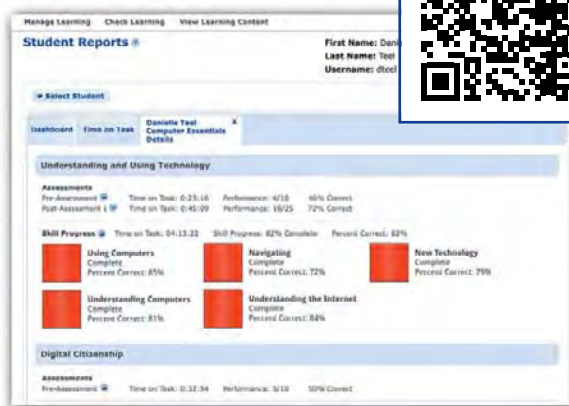 Manage Learning Check Learning View Learning Content
Student Reports
First Name: Dani
Last Name: Teel
Username: dteel
Select Student
Dashboard Time on Task Danielle Teel
Computer Essentials
Details
X
Understanding and Using Technology
Assessments
Pre-Assessment Time on Task: 0:23:16 Performance: 4/10 40% Correct
Post-Assessment 1 Time on Task: 0:45:09 Performance: 18/25 72% Correct
Skill Progress Time on Task: 04:13:22 Skill Progress: 82% Complete Percent Correct: 82%
Using Computers
Complete
Percent Correct: 85%
Navigating
Complete
Percent Correct: 72%
New Technology
Complete
Percent Correct: 79%
Understanding Computers
Complete
Percent Correct: 81%
Understanding the Internet
Complete
Percent Correct: 84%
Digital Citizenship
Assessments
Pre-Assessment Time on Task: 0:32:54 Performance: 5/10 50% Correct